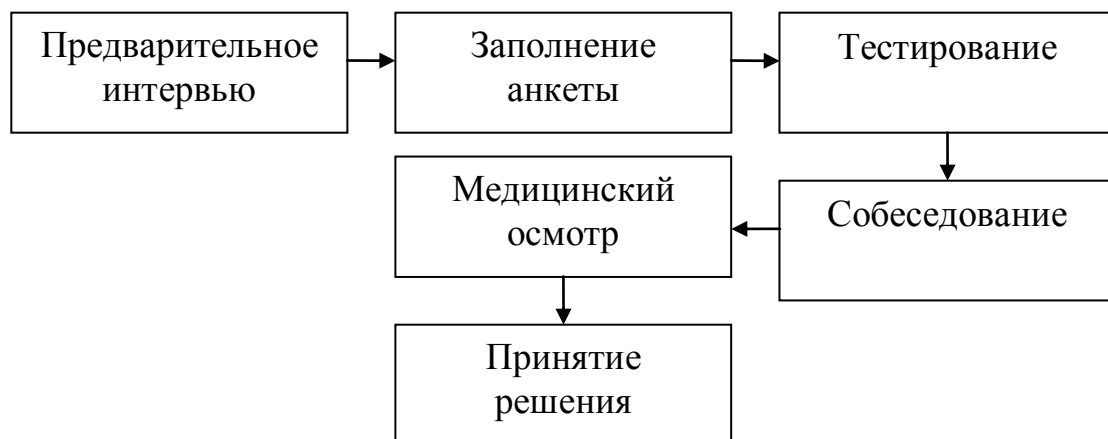 Предварительное
интервью
Заполнение
анкеты
Тестирование
Собеседование
Медицинский
осмотр
Принятие
решения